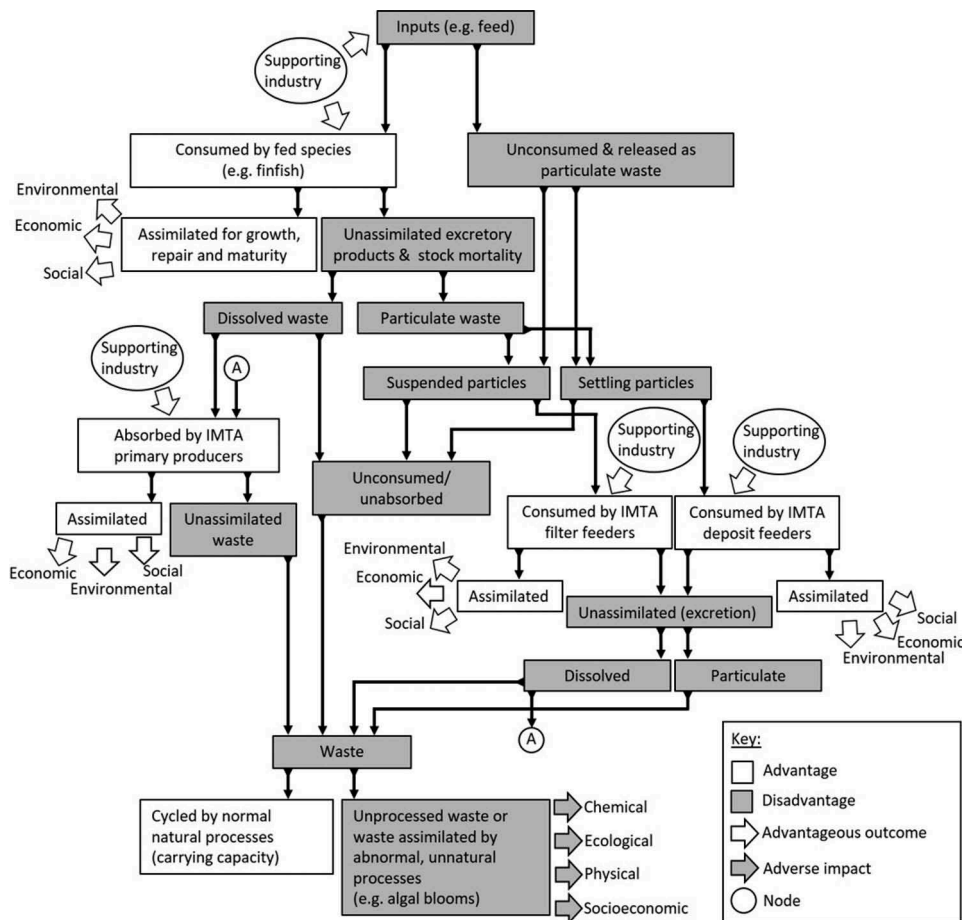 Inputs (e.g. feed)
Supporting
industry
Consumed by fed species
(e.g. finfish)
Unconsumed & released as
particulate waste
Environmental
Economic
Social
Assimilated for growth,
repair and maturity
Unassimilated excretory
products & stock mortality
Dissolved waste
Particulate waste
Supporting
industry
A
Suspended particles
Settling particles
Absorbed by IMTA
primary producers
Supporting
industry
Supporting
industry
Unconsumed/
unabsorbed
Assimilated
Unassimilated
waste
Consumed by IMTA
filter feeders
Consumed by IMTA
deposit feeders
Economic
Environmental
Social
Environmental
Economic
Social
Assimilated
Unassimilated (excretion)
Assimilated
Social
Economic
Environmental
Dissolved
Particulate
A
Waste
Cycled by normal
natural processes
(carrying capacity)
Unprocessed waste or
waste assimilated by
abnormal, unnatural
processes
(e.g. algal blooms)
Chemical
Ecological
Physical
Socioeconomic
Key:
Advantage
Disadvantage
Advantageous outcome
Adverse impact
Node